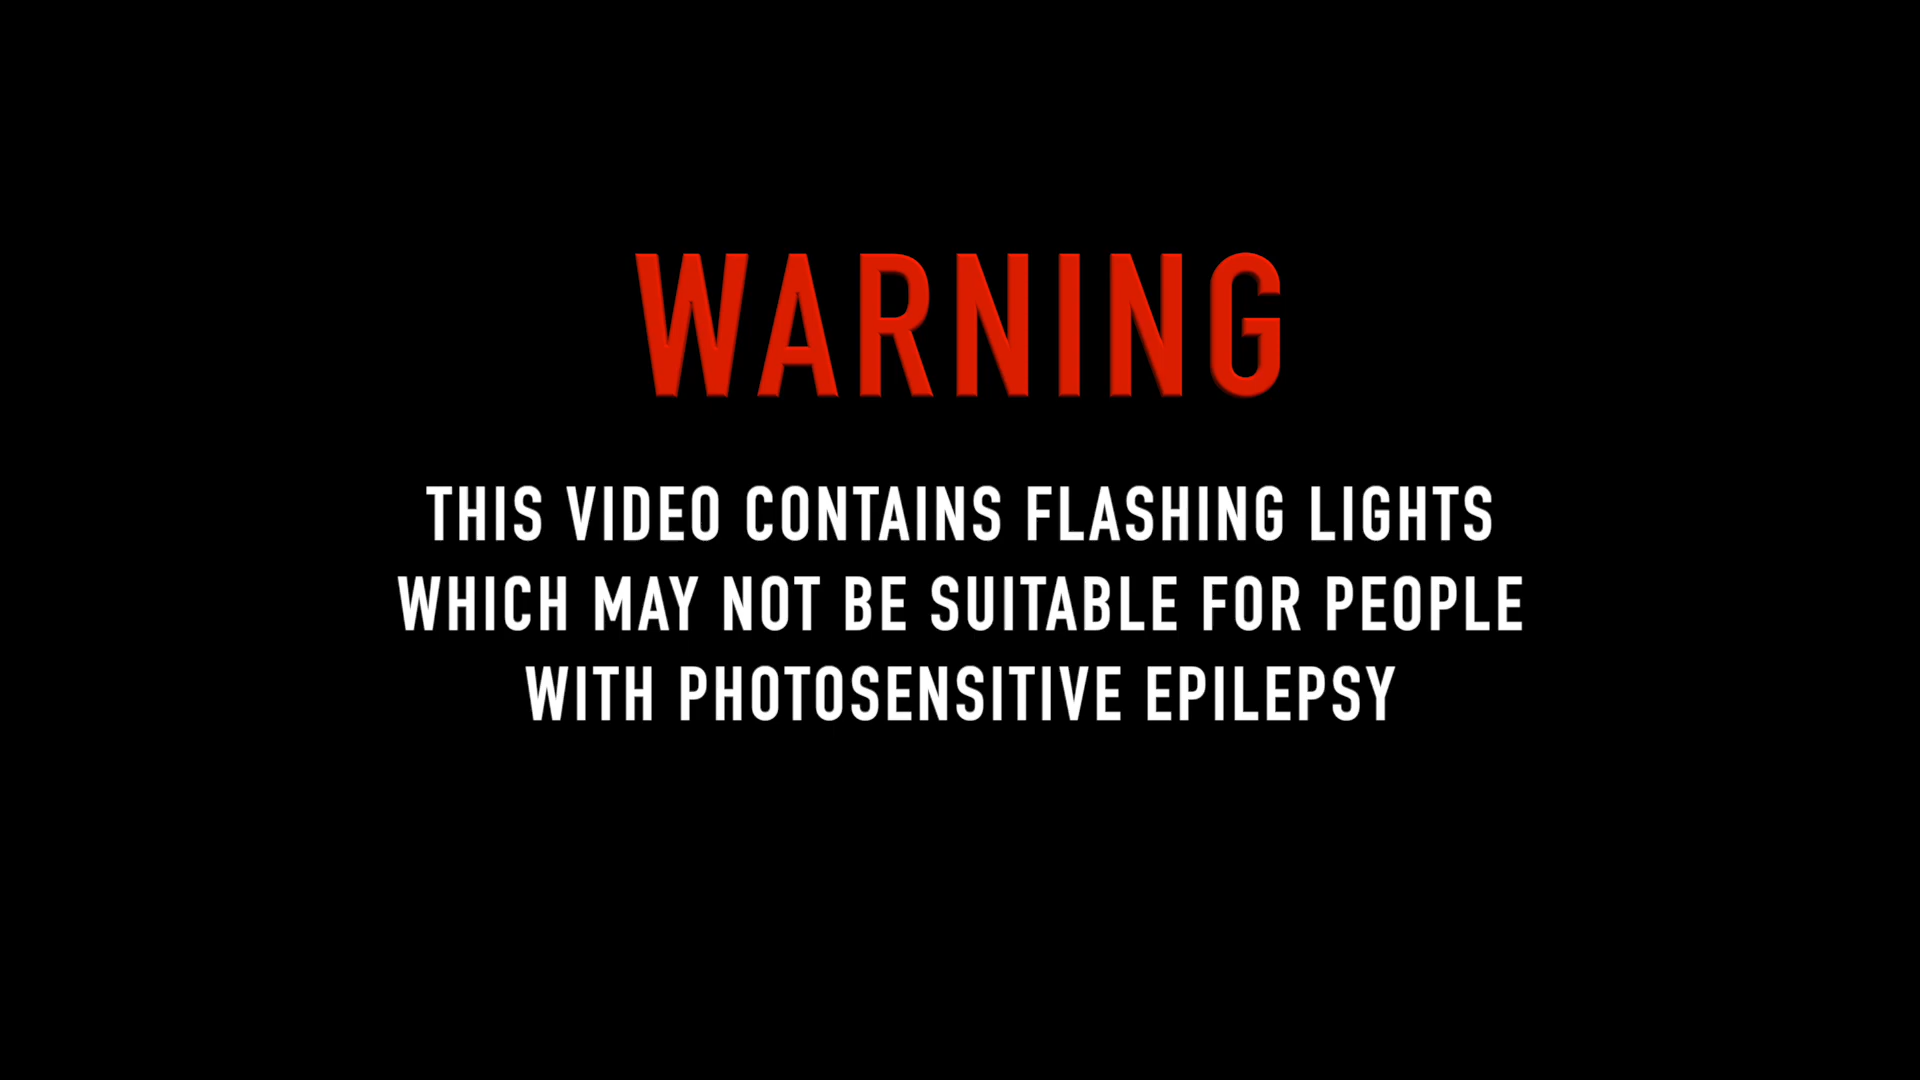 WARNING
THIS VIDEO CONTAINS FLASHING LIGHTS
WHICH MAY NOT BE SUITABLE FOR PEOPLE
WITH PHOTOSENSITIVE EPILEPSY